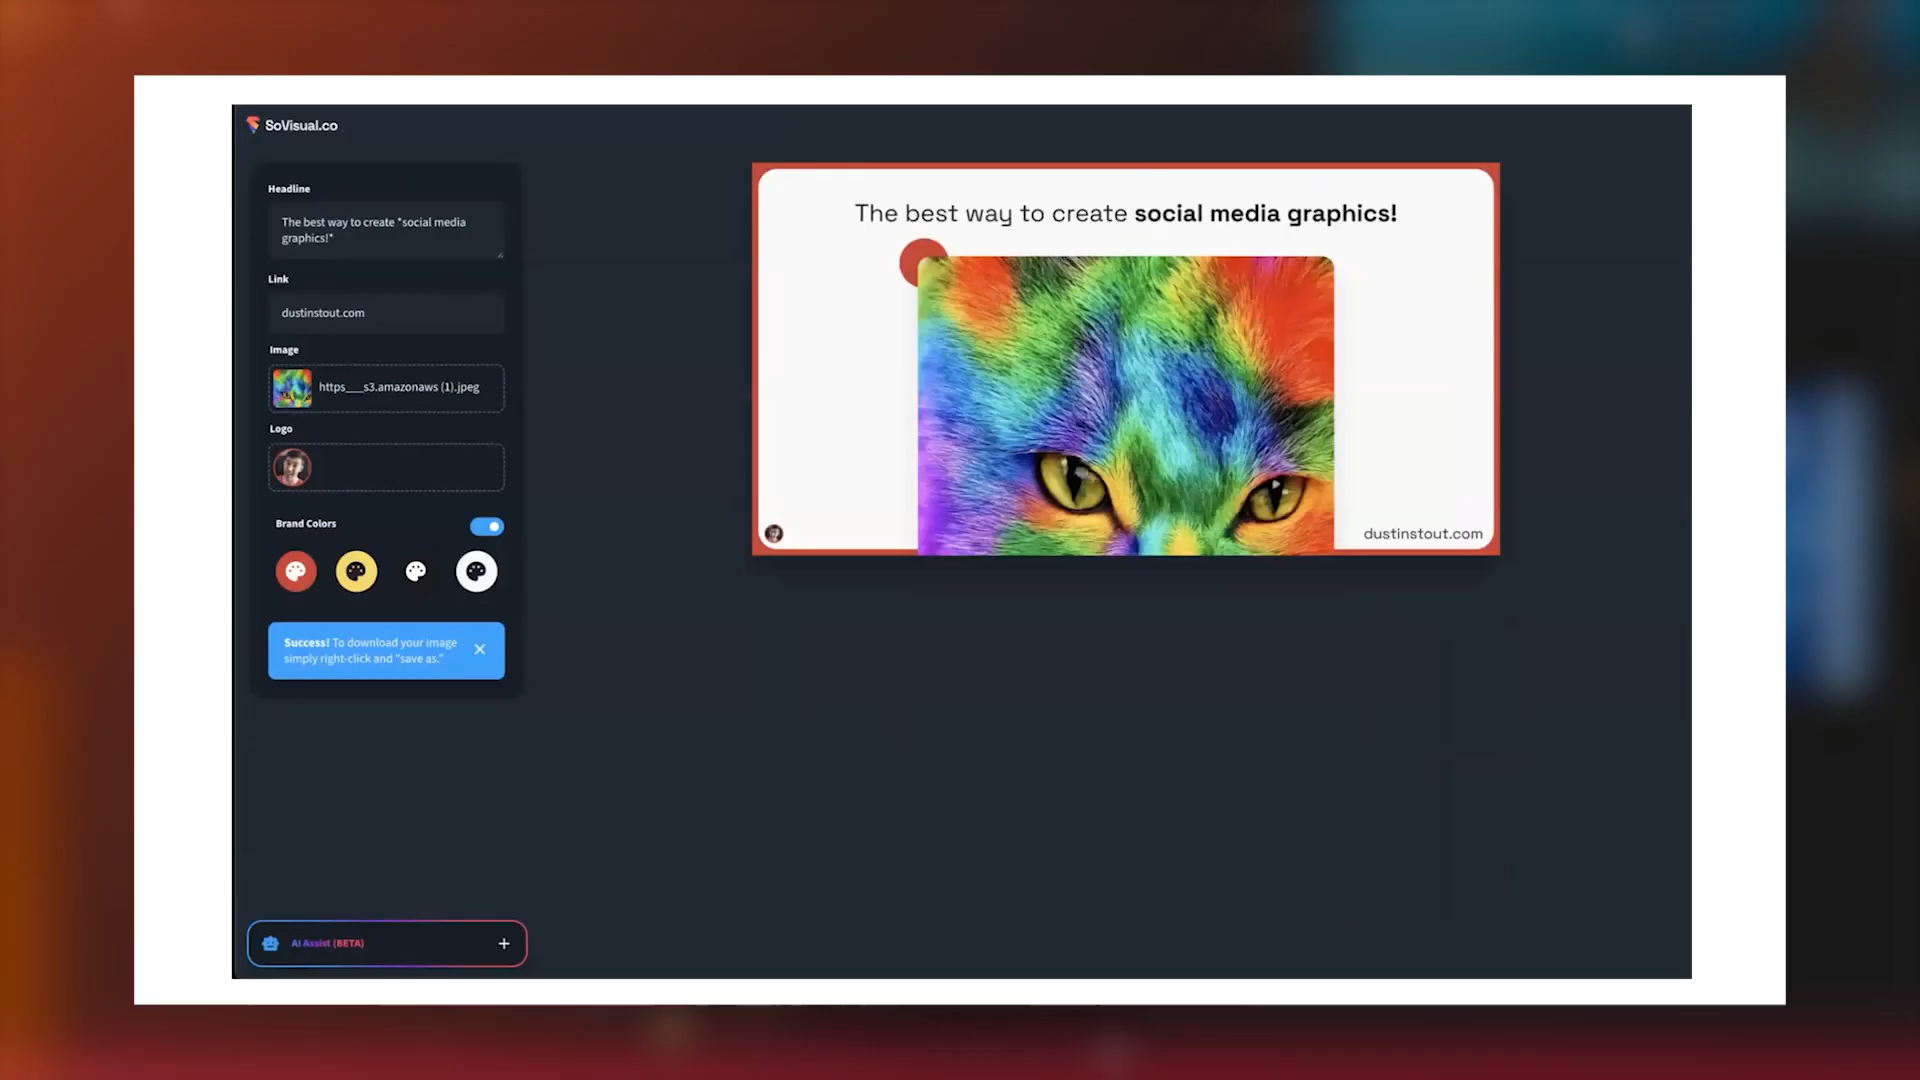 SoVisual.co
Headline
The best way to create *social media
graphics!*
Link
dustinstout.com
Image
https___s3.amazonaws (1).jpeg
Logo
Brand Colors
Success! To download your image
simply right-click and "save as."
AI Assist (BETA)
The best way to create social media graphics!
dustinstout.com